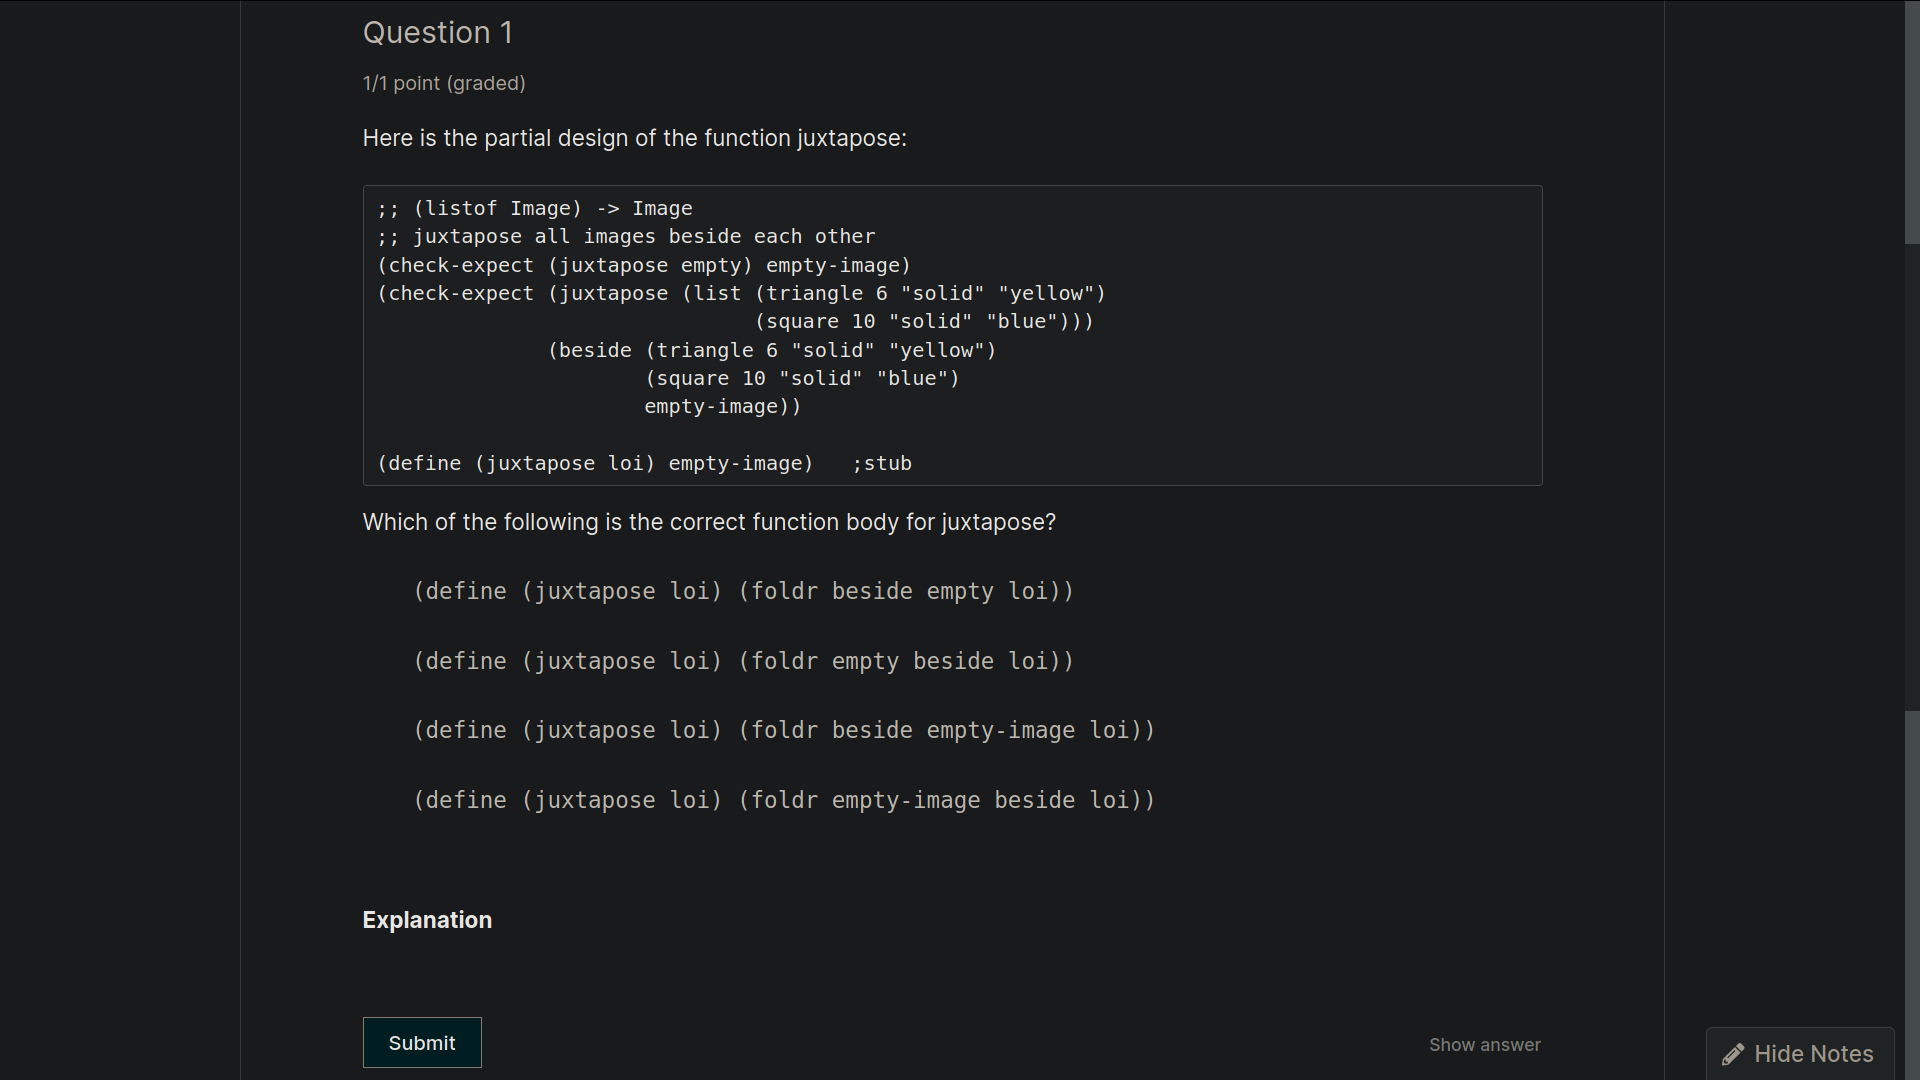 Question 1
1/1 point (graded)
Here is the partial design of the function juxtapose:
;; (listof Image) -> Image
;; juxtapose all images beside each other
(check-expect (juxtapose empty) empty-image)
(check-expect (juxtapose (list (triangle 6 "solid" "yellow")
                               (square 10 "solid" "blue")))
              (beside (triangle 6 "solid" "yellow")
                      (square 10 "solid" "blue")
                      empty-image))
(define (juxtapose loi) empty-image)   ;stub
Which of the following is the correct function body for juxtapose?
(define (juxtapose loi) (foldr beside empty loi))
(define (juxtapose loi) (foldr empty beside loi))
(define (juxtapose loi) (foldr beside empty-image loi))
(define (juxtapose loi) (foldr empty-image beside loi))
Explanation
Submit
Show answer
Hide Notes